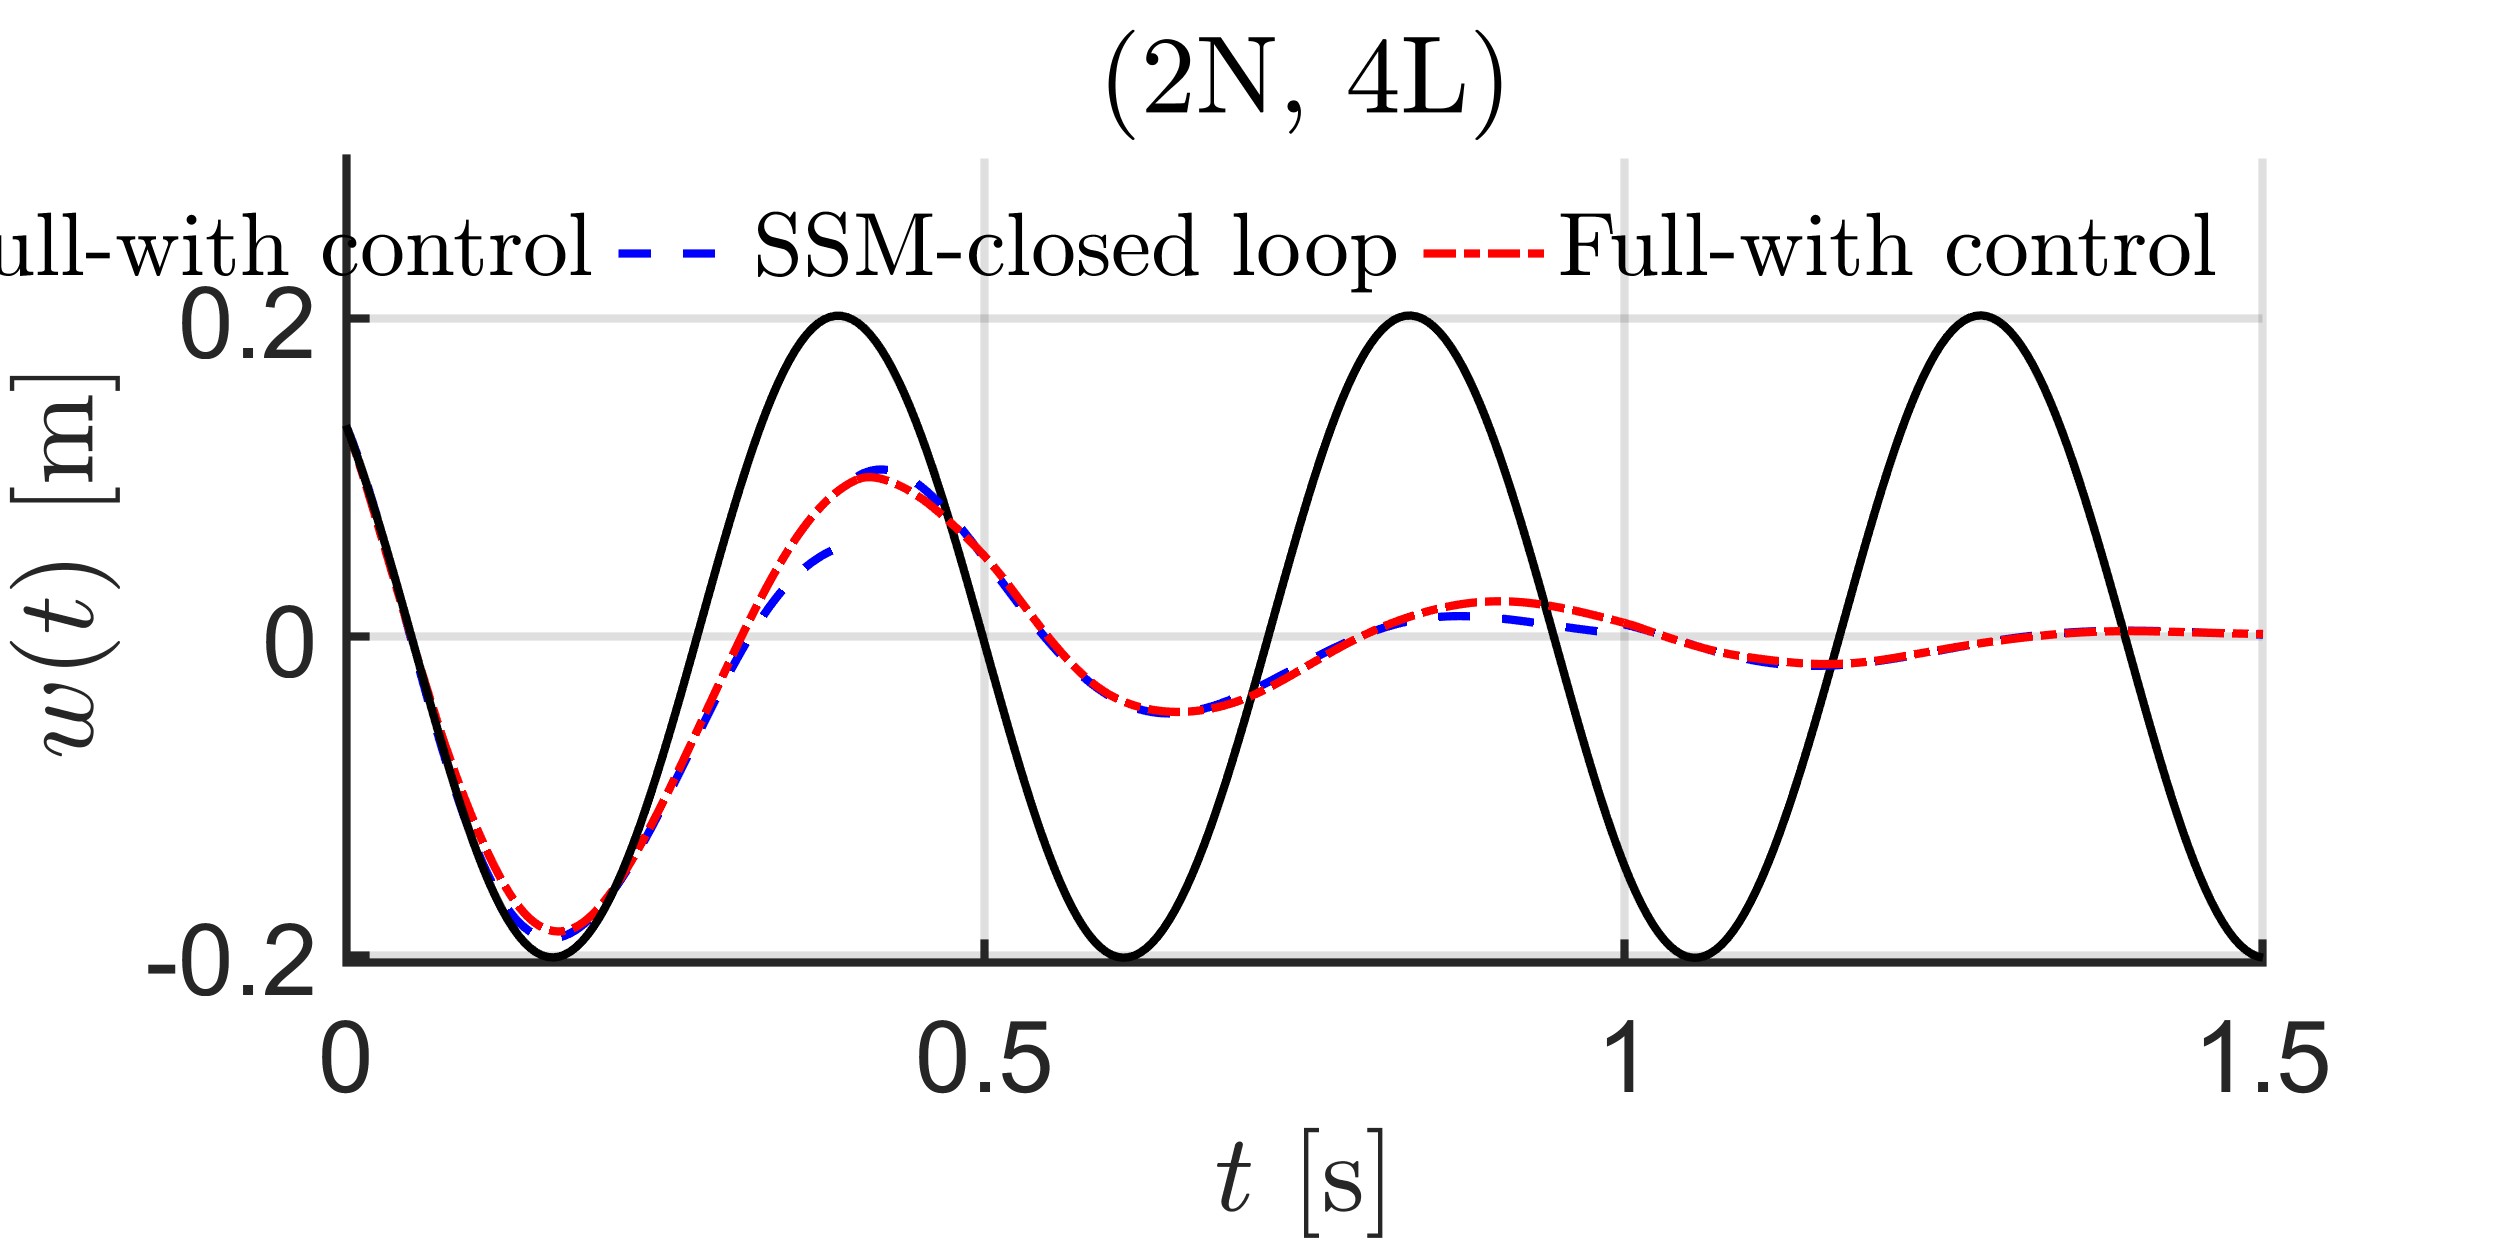 (2N, 4L)
ull-with control SSM-closed loop Full-with control
w(t) [m]
0.2
0
-0.2
0 0.5 1 1.5
t [s]